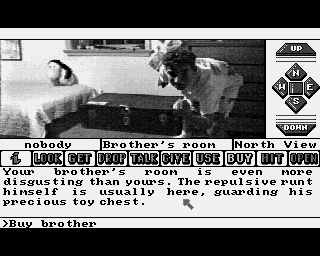 UP
N
W E
S
DOWN
nobody Brother's room North View
i LOOK GET DROP TALK GIVE USE BUY HIT OPEN
Your brother's room is even more
disgusting than yours. The repulsive runt
himself is usually here, guarding his
precious toy chest.
>Buy brother